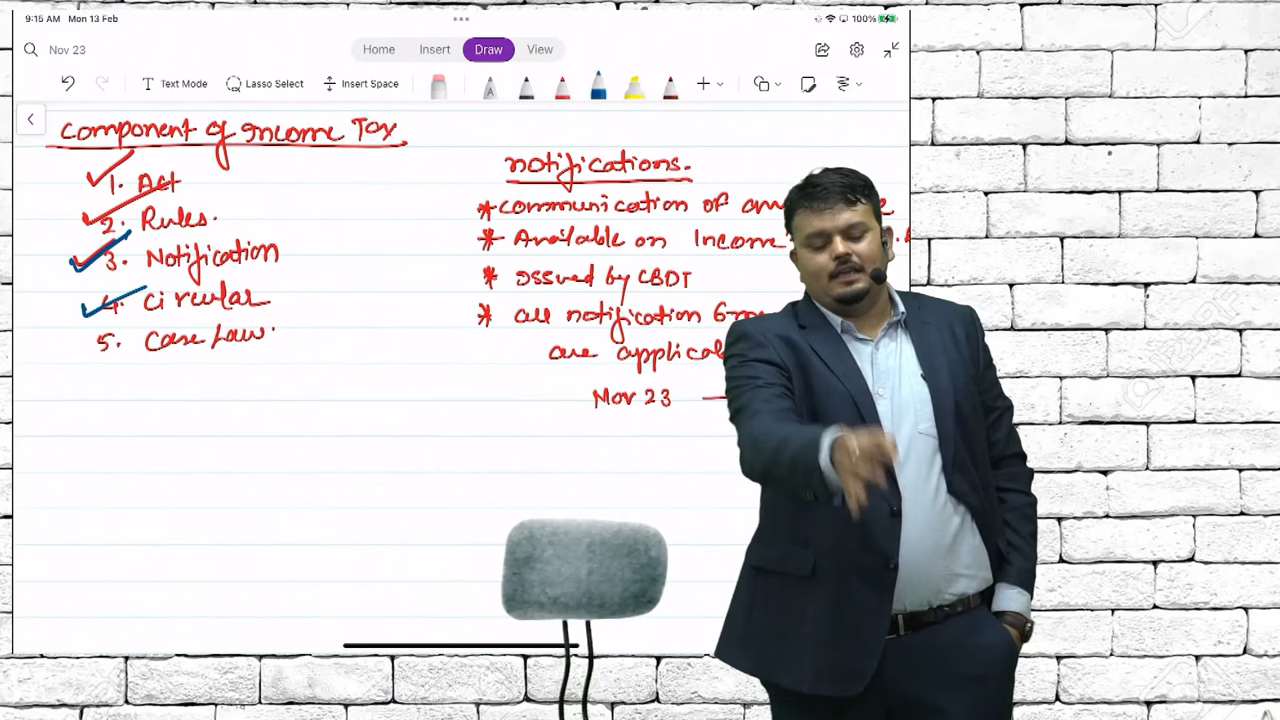 9:15 AM Mon 13 Feb
100%
Nov 23
Home Insert Draw View
Text Mode Lasso Select Insert Space
Component of Income Tax
1. Act
2. Rules.
3. Notification
4. Circular
5. Case Law.
notifications.
* Communication of
* Available on Income
* Issued by CBDT
* all notification
are
Nov 23 —